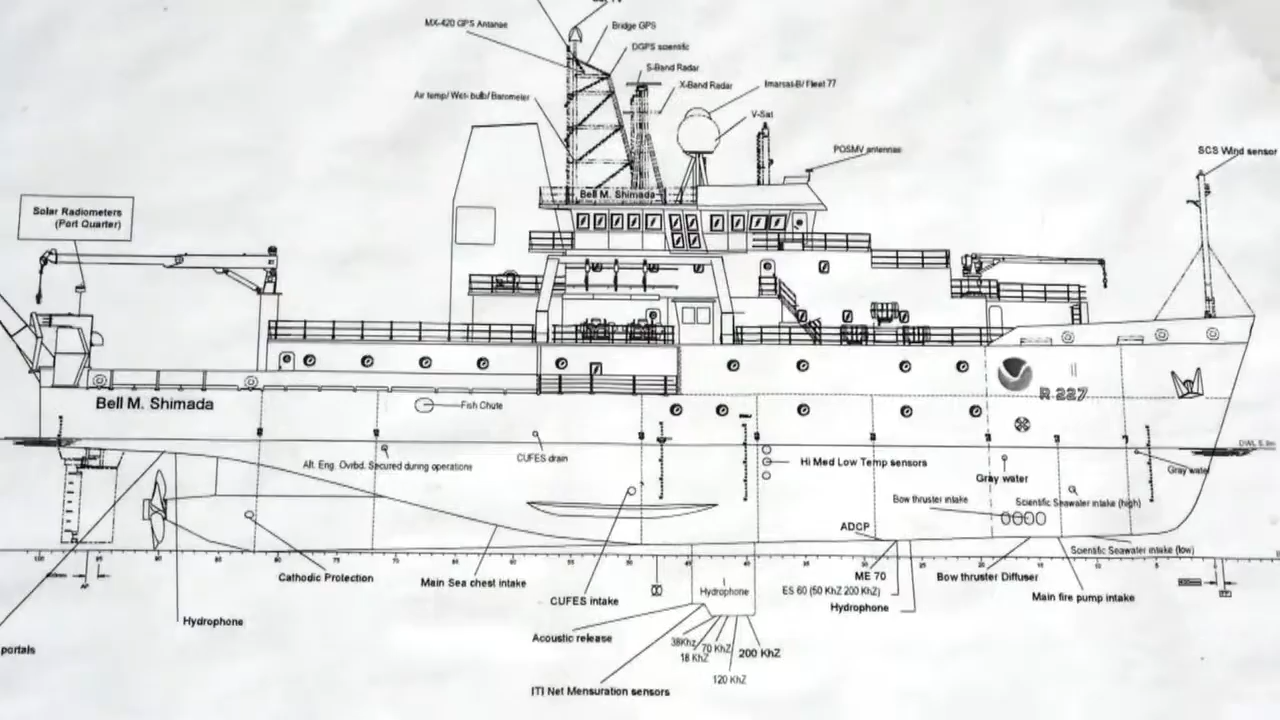 MX-420 GPS Antanae
Bridge GPS
DGPS scientific
S-Band Radar
X-Band Radar
Air temp/ Wet- bulb/ Barometer
Imarsat-B/ Fleet 77
V-Sat
POSMV antennas
SCS Wind sensor
Solar Radiometers
(Port Quarter)
Bell M. Shimada
R 227
Bell M. Shimada
Fish Chute
CUFES drain
Aft. Eng. Ovrbd. Secured during operations
Hi Med Low Temp sensors
Gray water
Gray water
DWL 5.9m
Bow thruster intake
Scientific Seawater intake (high)
ADCP
Scientific Seawater intake (low)
Cathodic Protection
Main Sea chest intake
CUFES intake
Hydrophone
ME 70
ES 60 (50 KhZ 200 KhZ)
Hydrophone
Bow thruster Diffuser
Main fire pump intake
Hydrophone
Acoustic release
38Khz
70 KhZ
200 KhZ
18 KhZ
120 KhZ
portals
ITI Net Mensuration sensors